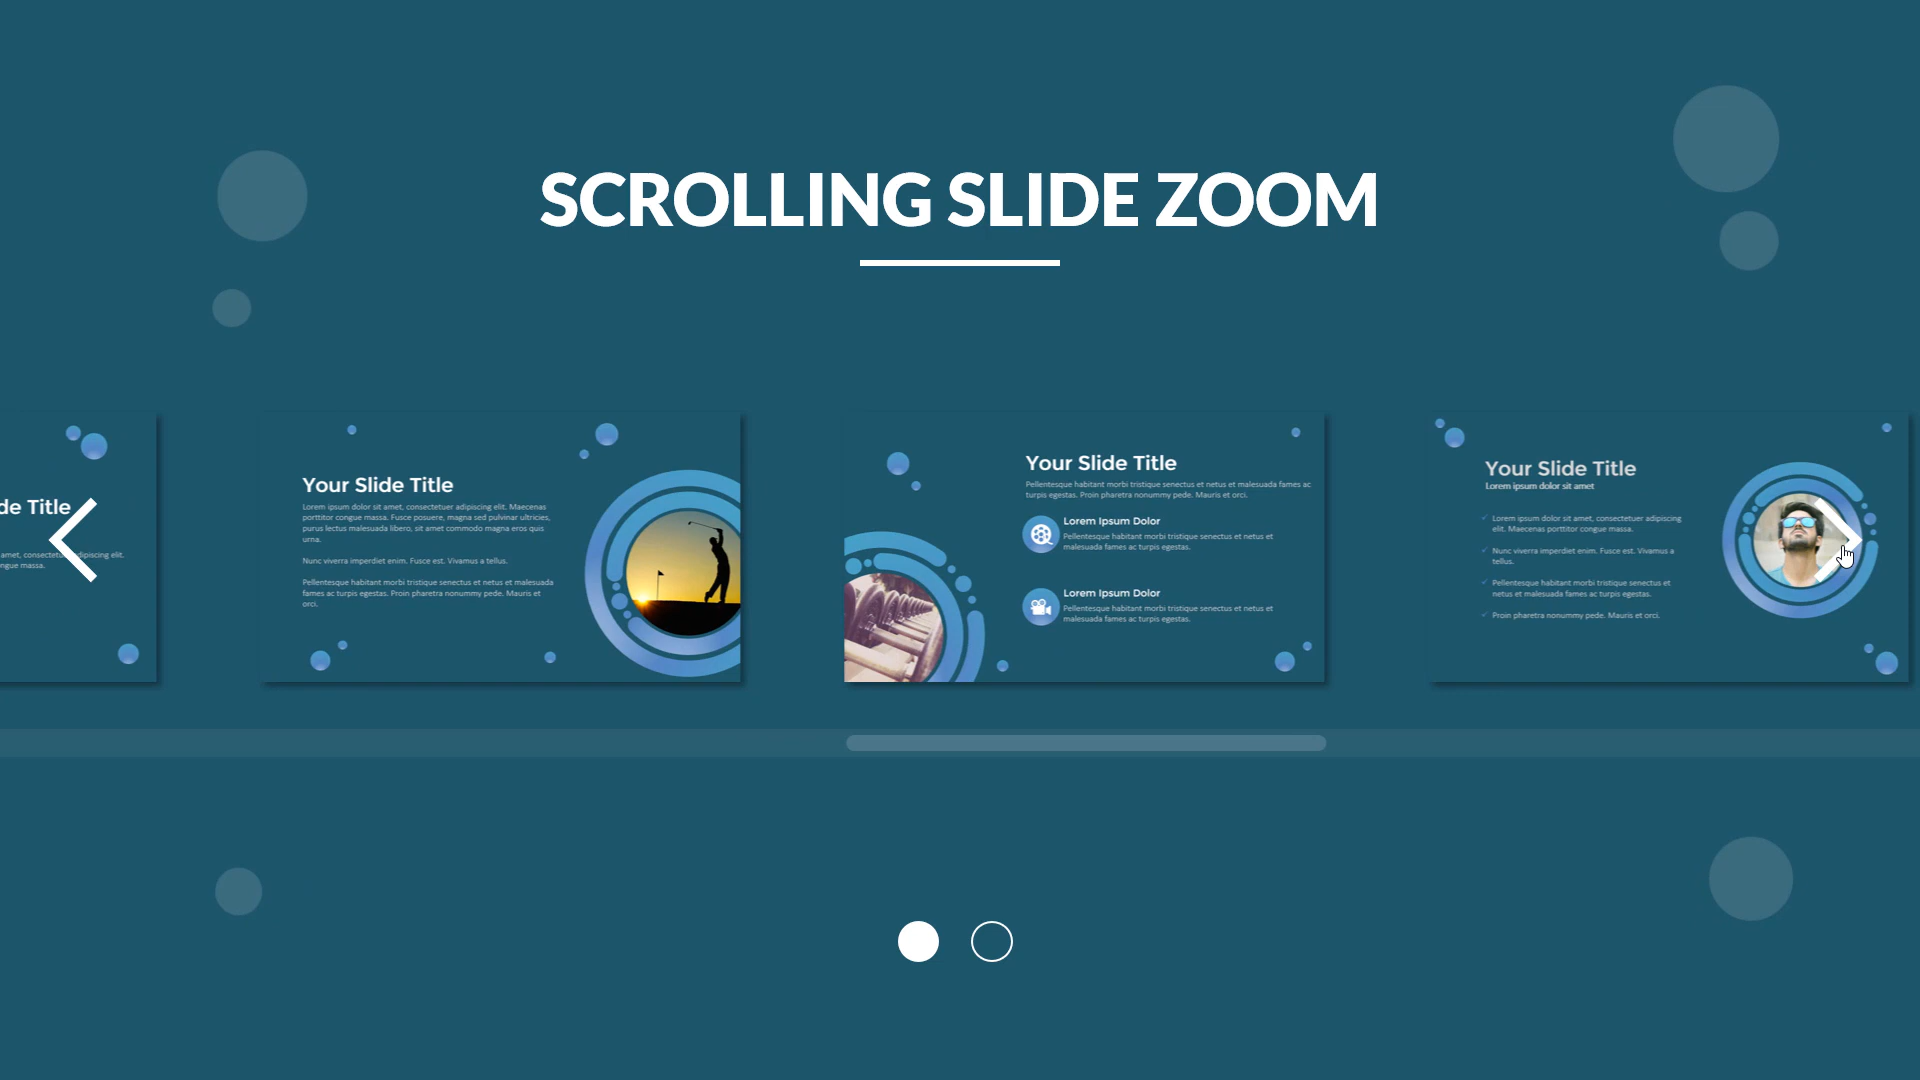 SCROLLING SLIDE ZOOM
de Title
amet, consectetu dipiscing elit.
ongue massa.
Your Slide Title
Lorem ipsum dolor sit amet, consectetuer adipiscing elit. Maecenas
porttitor congue massa. Fusce posuere, magna sed pulvinar ultricies,
purus lectus malesuada libero, sit amet commodo magna eros quis
urna.
Nunc viverra imperdiet enim. Fusce est. Vivamus a tellus.
Pellentesque habitant morbi tristique senectus et netus et malesuada
fames ac turpis egestas. Proin pharetra nonummy pede. Mauris et
orci.
Your Slide Title
Pellentesque habitant morbi tristique senectus et netus et malesuada fames ac
turpis egestas. Proin pharetra nonummy pede. Mauris et orci.
Lorem Ipsum Dolor
Pellentesque habitant morbi tristique senectus et netus et
malesuada fames ac turpis egestas.
Lorem Ipsum Dolor
Pellentesque habitant morbi tristique senectus et netus et
malesuada fames ac turpis egestas.
Your Slide Title
Lorem ipsum dolor sit amet
Lorem ipsum dolor sit amet, consectetuer adipiscing
elit. Maecenas porttitor congue massa.
Nunc viverra imperdiet enim. Fusce est. Vivamus a
tellus.
Pellentesque habitant morbi tristique senectus et
netus et malesuada fames ac turpis egestas.
Proin pharetra nonummy pede. Mauris et orci.